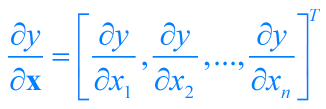 ∂y/∂𝐱 = [∂y/∂x₁, ∂y/∂x₂, ..., ∂y/∂xₙ]ᵀ